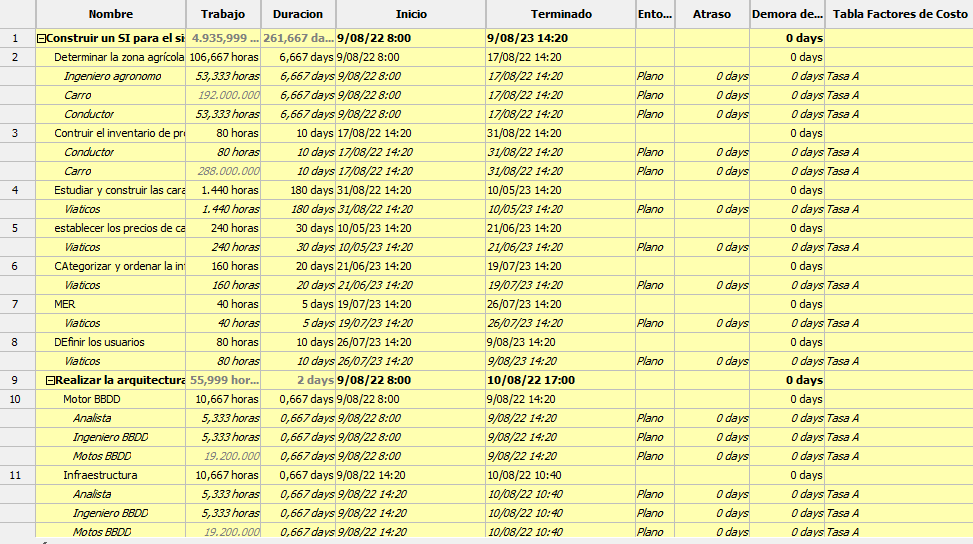 Nombre Trabajo Duracion Inicio Terminado Ento... Atraso Demora de... Tabla Factores de Costo
1 Construir un SI para el si 4.935,999 ... 261,667 da... 9/08/22 8:00 9/08/23 14:20 0 days
2 Determinar la zona agrícola 106,667 horas 6,667 days 9/08/22 8:00 17/08/22 14:20 0 days
Ingeniero agronomo 53,333 horas 6,667 days 9/08/22 8:00 17/08/22 14:20 Plano 0 days 0 days Tasa A
Carro 192.000.000 6,667 days 9/08/22 8:00 17/08/22 14:20 Plano 0 days 0 days Tasa A
Conductor 53,333 horas 6,667 days 9/08/22 8:00 17/08/22 14:20 Plano 0 days 0 days Tasa A
3 Contruir el inventario de pr 80 horas 10 days 17/08/22 14:20 31/08/22 14:20 0 days
Conductor 80 horas 10 days 17/08/22 14:20 31/08/22 14:20 Plano 0 days 0 days Tasa A
Carro 288.000.000 10 days 17/08/22 14:20 31/08/22 14:20 Plano 0 days 0 days Tasa A
4 Estudiar y construir las cara 1.440 horas 180 days 31/08/22 14:20 10/05/23 14:20 0 days
Viaticos 1.440 horas 180 days 31/08/22 14:20 10/05/23 14:20 Plano 0 days 0 days Tasa A
5 establecer los precios de ca 240 horas 30 days 10/05/23 14:20 21/06/23 14:20 0 days
Viaticos 240 horas 30 days 10/05/23 14:20 21/06/23 14:20 Plano 0 days 0 days Tasa A
6 CAtegorizar y ordenar la inf 160 horas 20 days 21/06/23 14:20 19/07/23 14:20 0 days
Viaticos 160 horas 20 days 21/06/23 14:20 19/07/23 14:20 Plano 0 days 0 days Tasa A
7 MER 40 horas 5 days 19/07/23 14:20 26/07/23 14:20 0 days
Viaticos 40 horas 5 days 19/07/23 14:20 26/07/23 14:20 Plano 0 days 0 days Tasa A
8 DEfinir los usuarios 80 horas 10 days 26/07/23 14:20 9/08/23 14:20 0 days
Viaticos 80 horas 10 days 26/07/23 14:20 9/08/23 14:20 Plano 0 days 0 days Tasa A
9 Realizar la arquitectura 55,999 hor... 2 days 9/08/22 8:00 10/08/22 17:00 0 days
10 Motor BBDD 10,667 horas 0,667 days 9/08/22 8:00 9/08/22 14:20 0 days
Analista 5,333 horas 0,667 days 9/08/22 8:00 9/08/22 14:20 Plano 0 days 0 days Tasa A
Ingeniero BBDD 5,333 horas 0,667 days 9/08/22 8:00 9/08/22 14:20 Plano 0 days 0 days Tasa A
Motos BBDD 19.200.000 0,667 days 9/08/22 8:00 9/08/22 14:20 Plano 0 days 0 days Tasa A
11 Infraestructura 10,667 horas 0,667 days 9/08/22 14:20 10/08/22 10:40 0 days
Analista 5,333 horas 0,667 days 9/08/22 14:20 10/08/22 10:40 Plano 0 days 0 days Tasa A
Ingeniero BBDD 5,333 horas 0,667 days 9/08/22 14:20 10/08/22 10:40 Plano 0 days 0 days Tasa A
Motos BBDD 19.200.000 0,667 days 9/08/22 14:20 10/08/22 10:40 Plano 0 days 0 days Tasa A